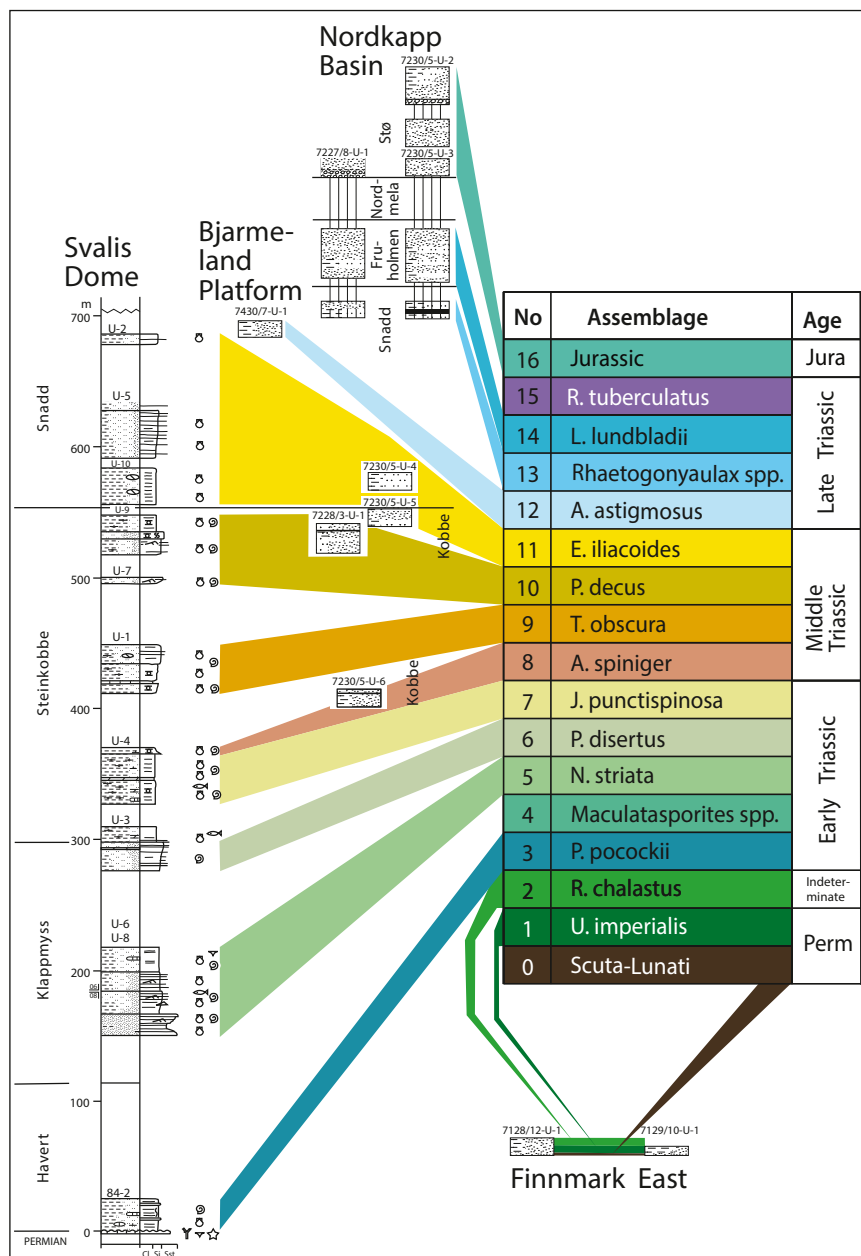 Nordkapp
Basin
7230/5-U-2
Stø
7227/8-U-1
7230/5-U-3
Nord-
mela
Fru-
holmen
Snadd
Svalis
Dome
Bjarme-
land
Platform
7430/7-U-1
m
700
U-2
U-5
Snadd
600
U-10
U-9
7230/5-U-4
7230/5-U-5
7228/3-U-1
Kobbe
500
U-7
U-1
Steinkobbe
400
7230/5-U-6
Kobbe
U-4
U-3
300
U-6
U-8
200
Klappmyss
06
08
100
Havert
84-2
0
PERMIAN
Cl Si Sst
No Assemblage Age
16 Jurassic Jura
15 R. tuberculatus
14 L. lundbladii
13 Rhaetogonyaulax spp.
12 A. astigmosus
Late Triassic
11 E. iliacoides
10 P. decus
9 T. obscura
8 A. spiniger
Middle
Triassic
7 J. punctispinosa
6 P. disertus
5 N. striata
4 Maculatasporites spp.
3 P. pocockii
Early Triassic
2 R. chalastus
Indeter-
minate
1 U. imperialis
0 Scuta-Lunati
Perm
7128/12-U-1
7129/10-U-1
Finnmark East